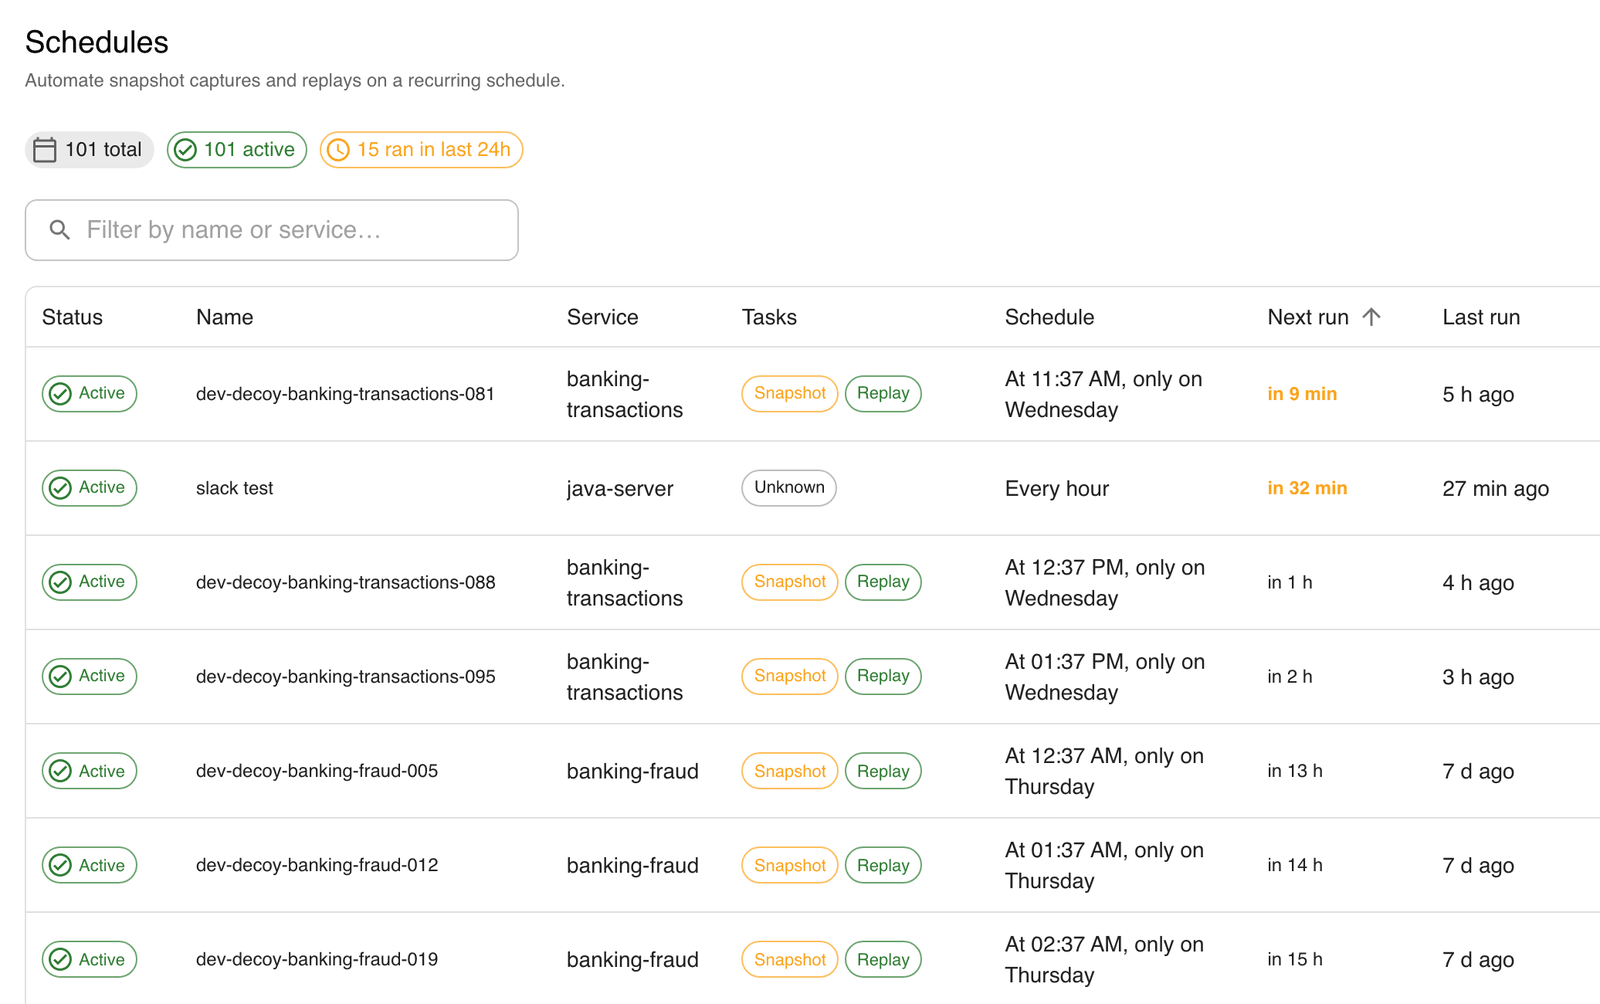 Schedules
Automate snapshot captures and replays on a recurring schedule.
101 total 101 active 15 ran in last 24h
Filter by name or service…
Status Name Service Tasks Schedule Next run Last run
Active dev-decoy-banking-transactions-081 banking-transactions Snapshot Replay At 11:37 AM, only on Wednesday in 9 min 5 h ago
Active slack test java-server Unknown Every hour in 32 min 27 min ago
Active dev-decoy-banking-transactions-088 banking-transactions Snapshot Replay At 12:37 PM, only on Wednesday in 1 h 4 h ago
Active dev-decoy-banking-transactions-095 banking-transactions Snapshot Replay At 01:37 PM, only on Wednesday in 2 h 3 h ago
Active dev-decoy-banking-fraud-005 banking-fraud Snapshot Replay At 12:37 AM, only on Thursday in 13 h 7 d ago
Active dev-decoy-banking-fraud-012 banking-fraud Snapshot Replay At 01:37 AM, only on Thursday in 14 h 7 d ago
Active dev-decoy-banking-fraud-019 banking-fraud Snapshot Replay At 02:37 AM, only on Thursday in 15 h 7 d ago